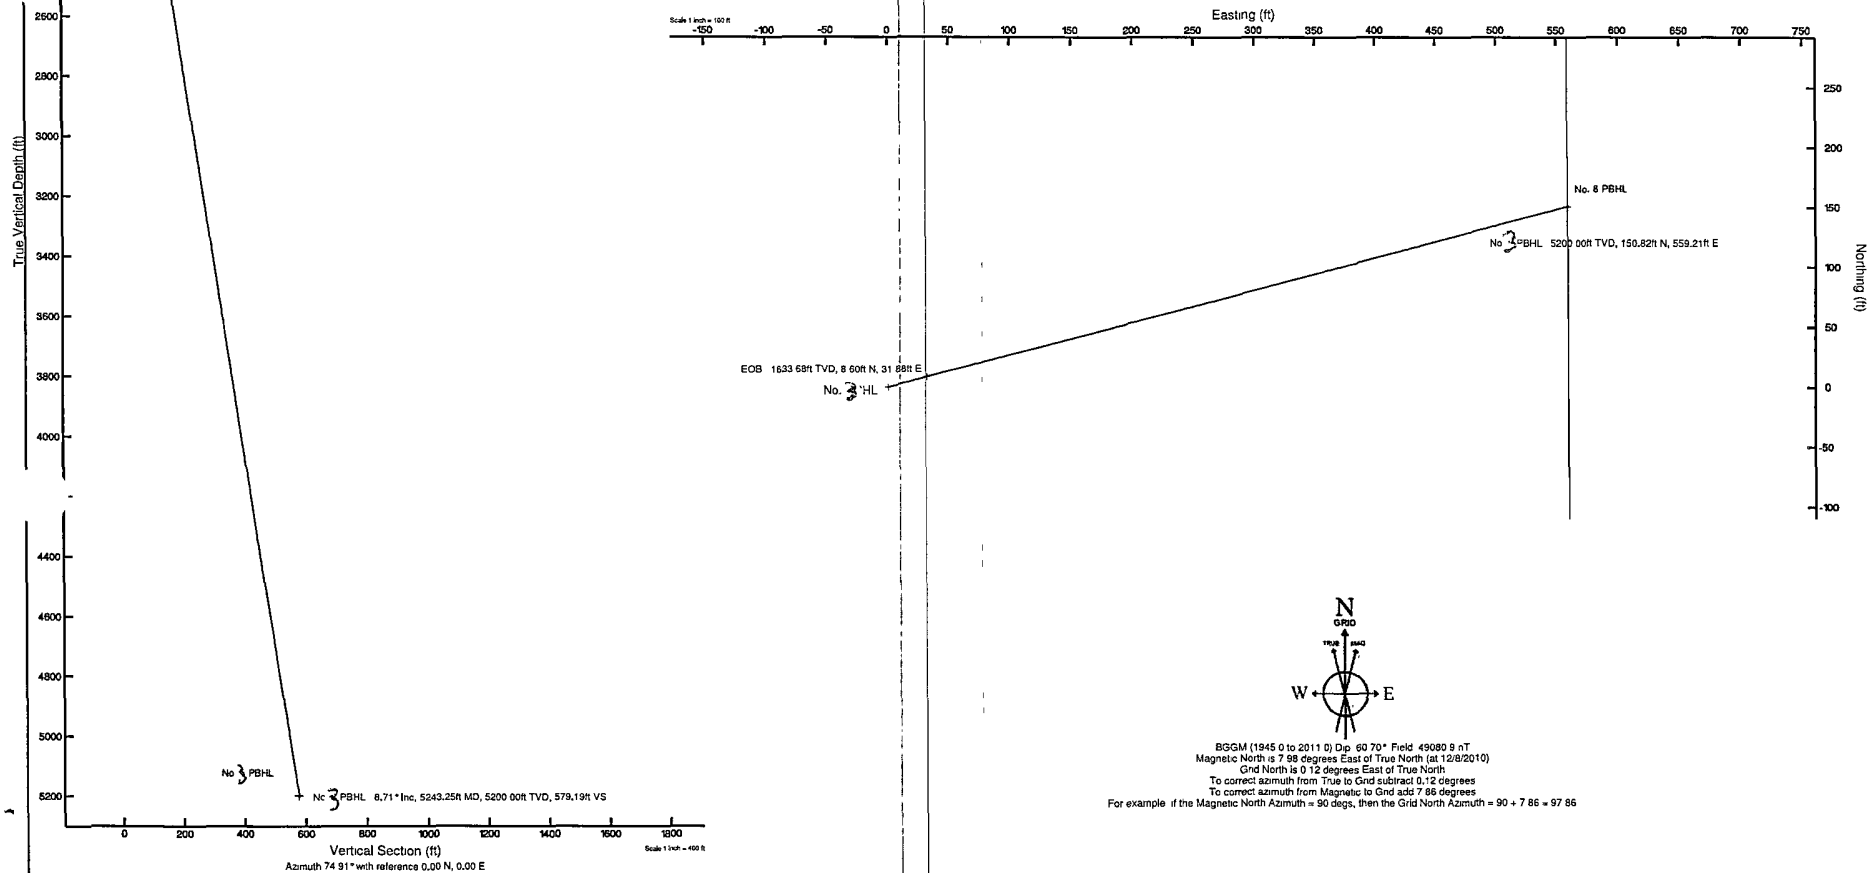 2600
2800
3000
3200
3400
3600
3800
4000
4400
4600
4800
5000
5200
True Vertical Depth (ft)
No 3 PBHL
3 PBHL 8.71° Inc, 5243.25ft MD, 5200 00ft TVD, 579.19ft VS
0 200 400 600 800 1000 1200 1400 1600 1800
Vertical Section (ft)
Scale 1 inch = 400 ft
Azimuth 74 91° with reference 0.00 N, 0.00 E
Scale 1 inch = 100 ft
Easting (ft)
-150 -100 -50 0 50 100 150 200 250 300 350 400 450 500 550 600 650 700 750
250
200
150
100
50
0
-50
-100
Northing (ft)
No. 8 PBHL
No 3 PBHL 5200 00ft TVD, 150.82ft N, 559.21ft E
EOB 1633 68ft TVD, 8 60ft N, 31 88ft E
No. 3 HL
N
GRID
TRUE MAG
W E
BGGM (1945 0 to 2011 0) Dip 60 70° Field 49080 9 nT
Magnetic North is 7 98 degrees East of True North (at 12/8/2010)
Grid North is 0 12 degrees East of True North
To correct azimuth from True to Grid subtract 0.12 degrees
To correct azimuth from Magnetic to Grid add 7 86 degrees
For example if the Magnetic North Azimuth = 90 degs, then the Grid North Azimuth = 90 + 7 86 = 97 86